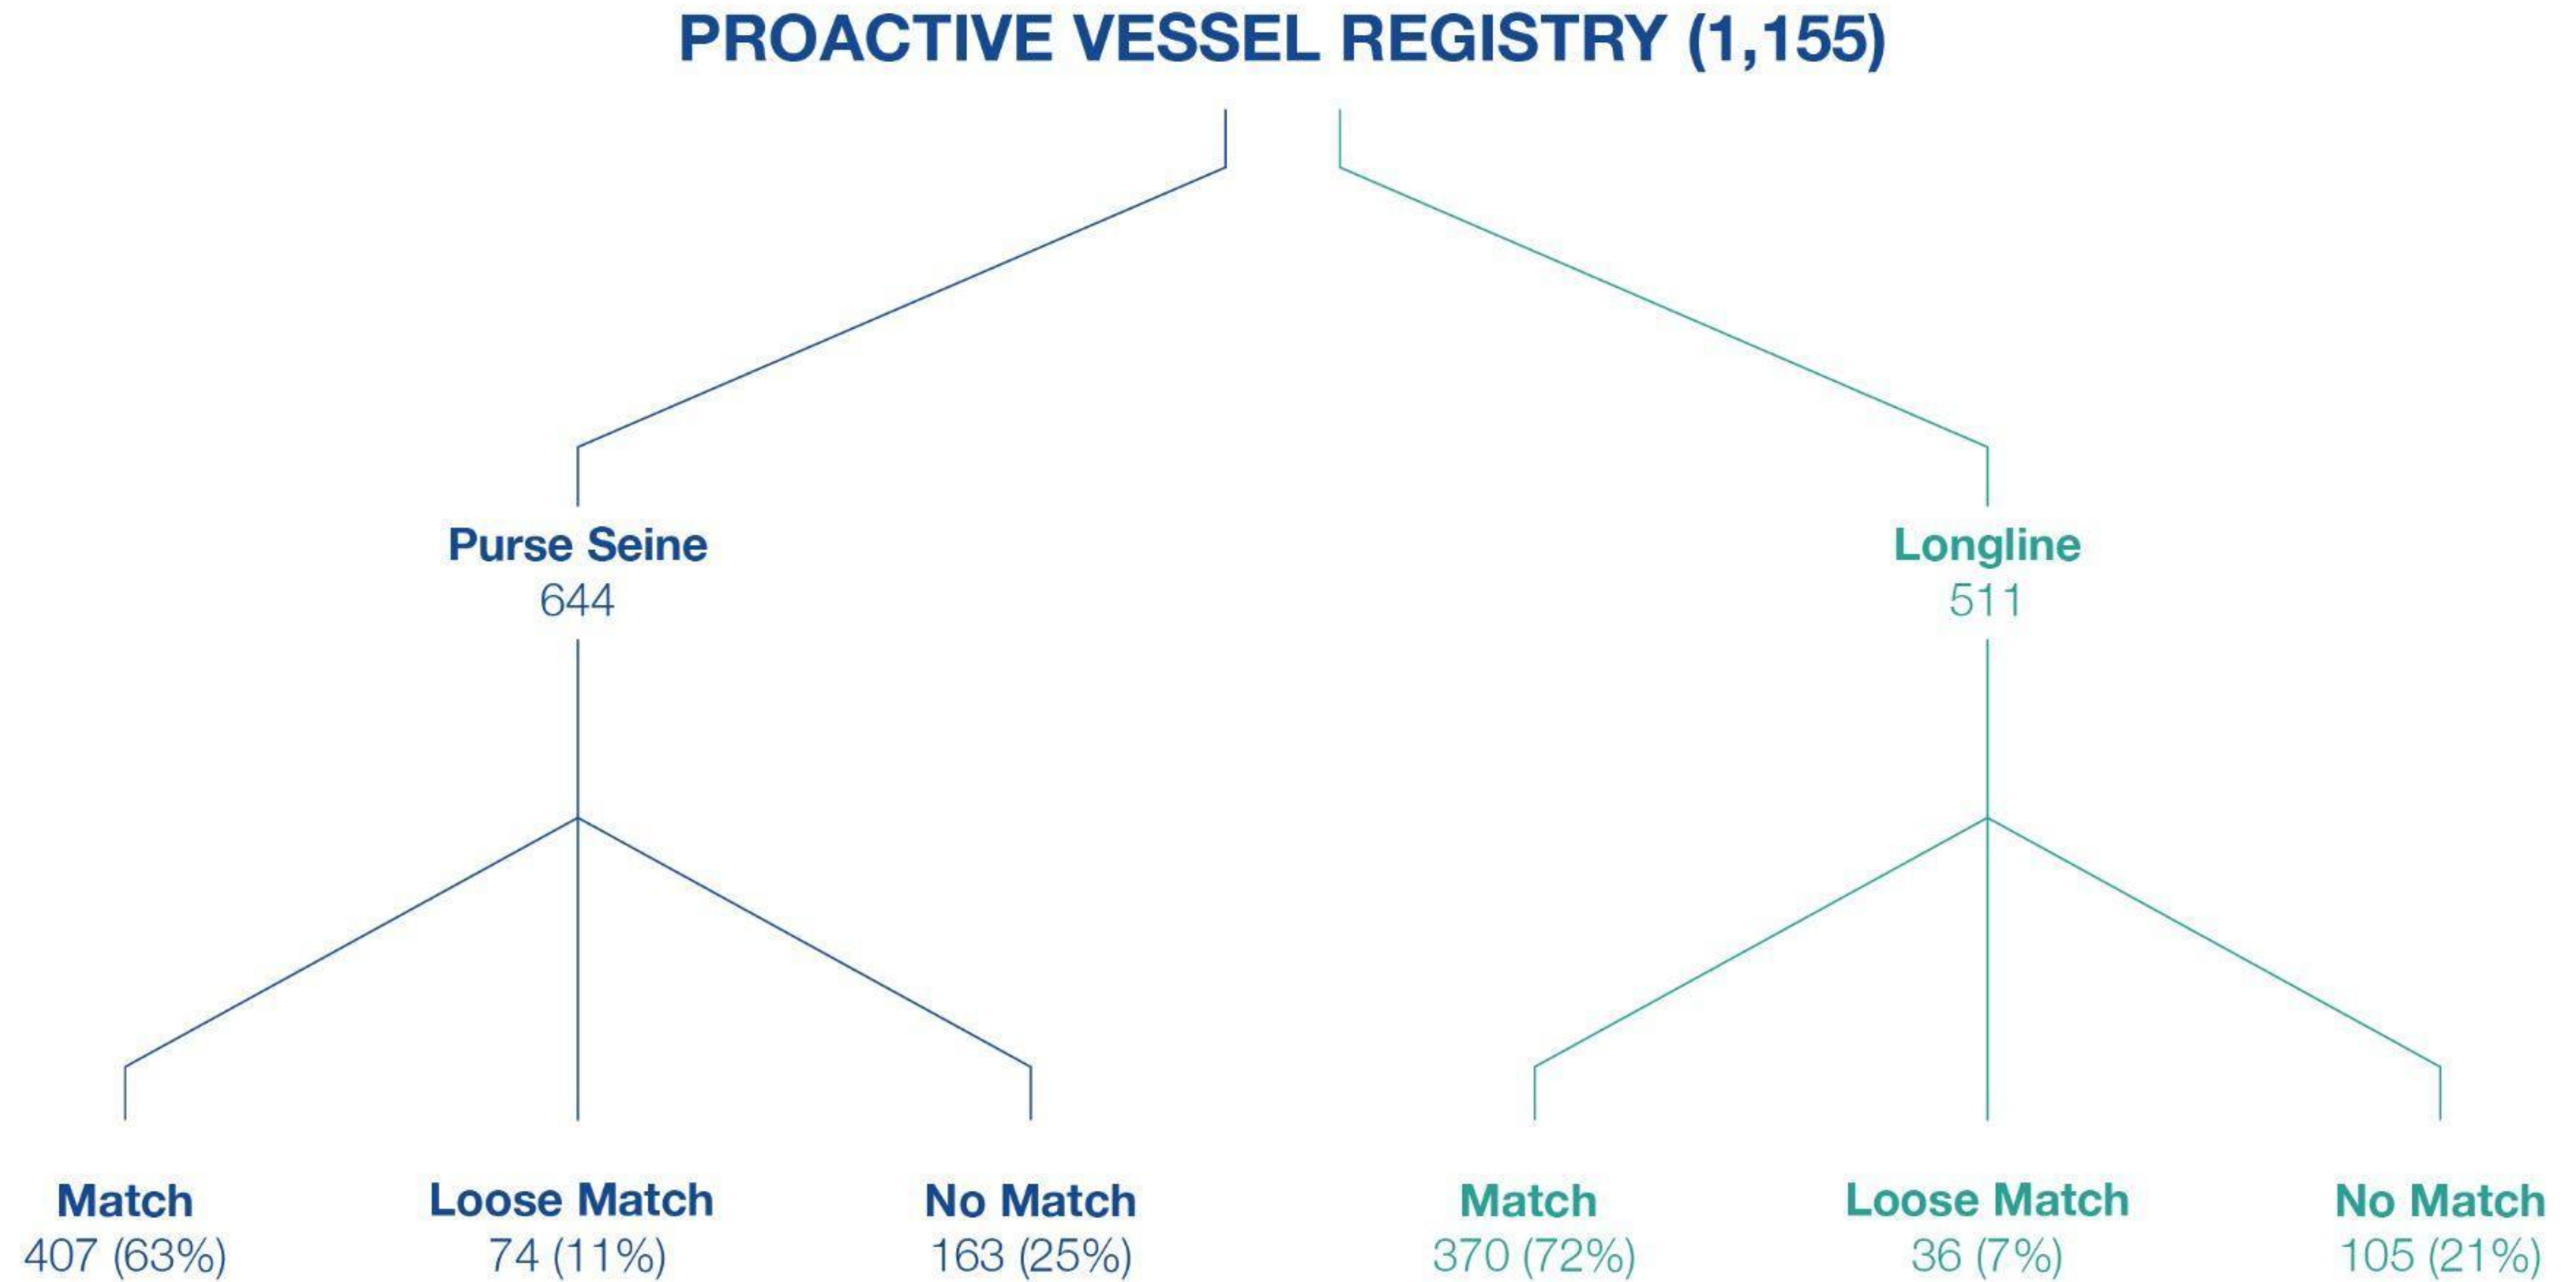 PROACTIVE VESSEL REGISTRY (1,155)
Purse Seine
644
Longline
511
Match
407 (63%)
Loose Match
74 (11%)
No Match
163 (25%)
Match
370 (72%)
Loose Match
36 (7%)
No Match
105 (21%)